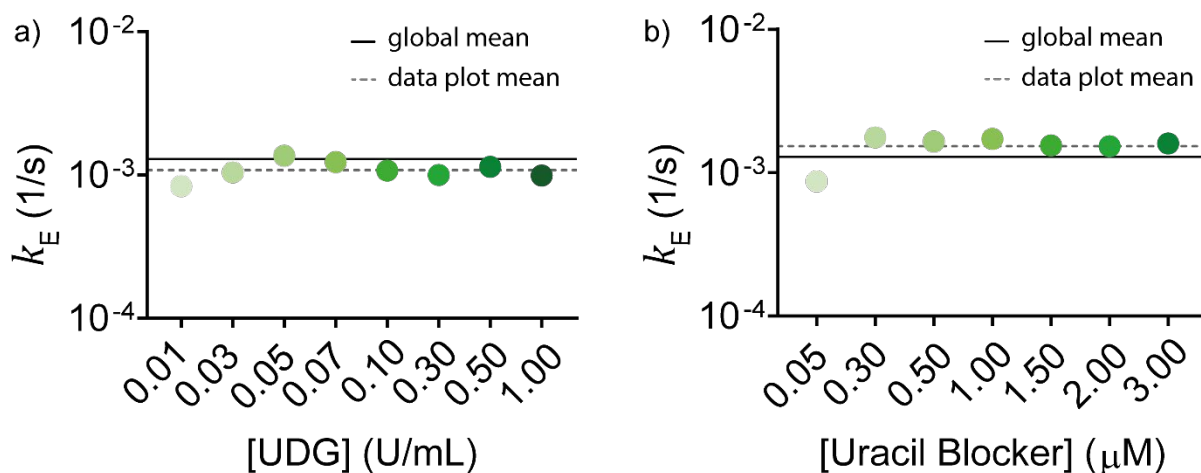 a)
10-2
10-3
10-4
kE (1/s)
global mean
data plot mean
0.01
0.03
0.05
0.07
0.10
0.30
0.50
1.00
[UDG] (U/mL)
b)
10-2
10-3
10-4
kE (1/s)
global mean
data plot mean
0.05
0.30
0.50
1.00
1.50
2.00
3.00
[Uracil Blocker] (μM)